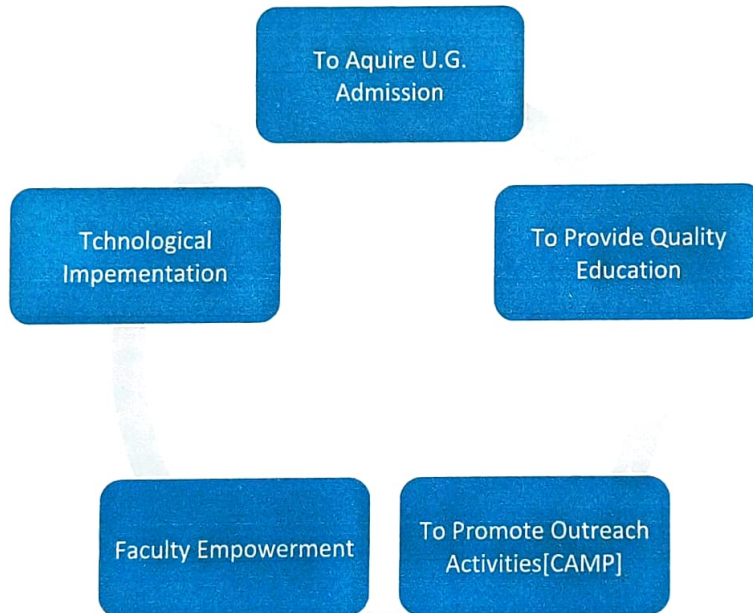 To Aquire U.G.
Admission
To Provide Quality
Education
To Promote Outreach
Activities[CAMP]
Faculty Empowerment
Tchnological
Impementation